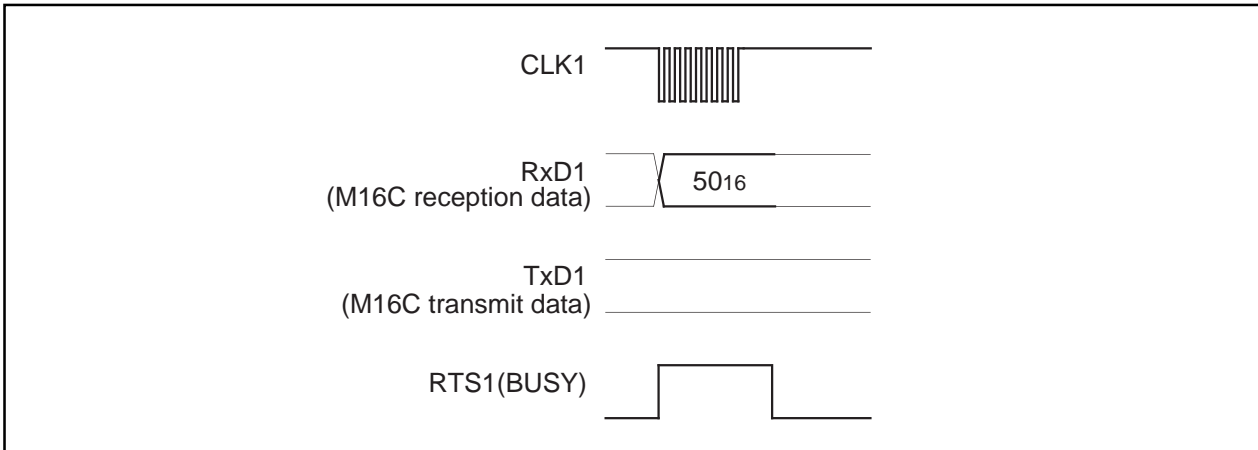 CLK1
RxD1
(M16C reception data)
5016
TxD1
(M16C transmit data)
RTS1(BUSY)